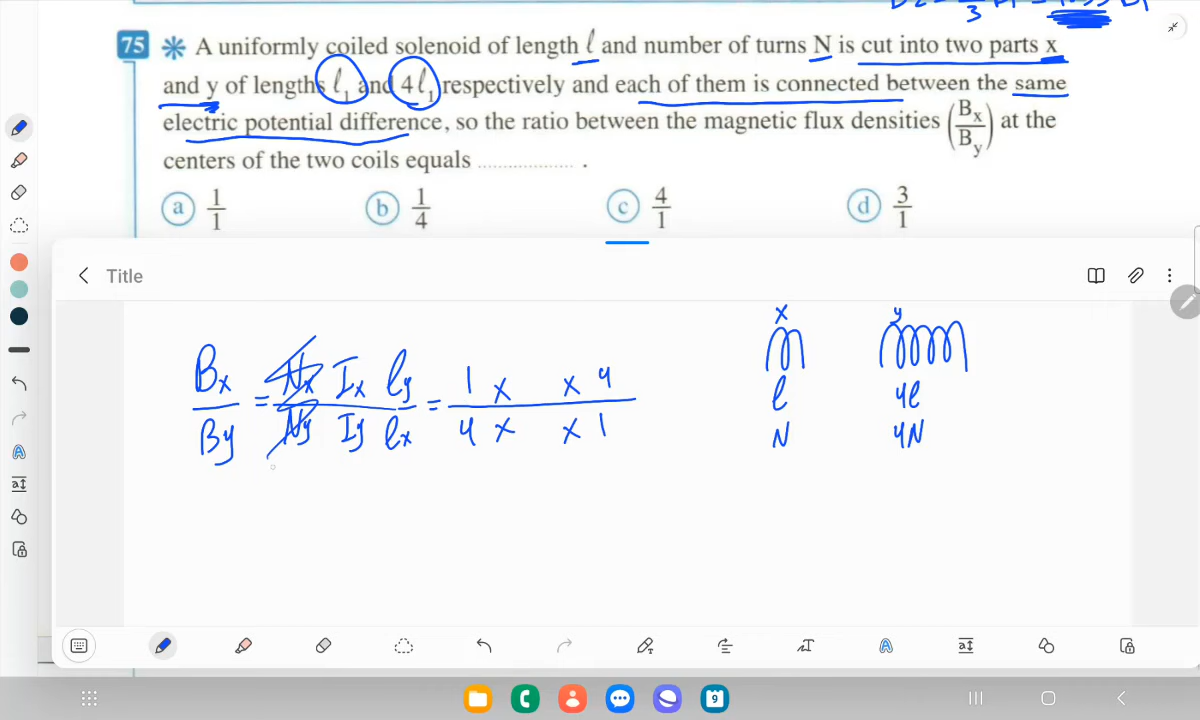 75 * A uniformly coiled solenoid of length ℓ and number of turns N is cut into two parts x
and y of lengths ℓ₁ and 4ℓ₁ respectively and each of them is connected between the same
electric potential difference, so the ratio between the magnetic flux densities (Bx/By) at the
centers of the two coils equals .................. .
a 1/1 b 1/4 c 4/1 d 3/1
Title
x y
Bx/By = Nx Ix ℓy / Ny Iy ℓx = 1 x x 4 / 4 x x 1
ℓ 4ℓ
N 4N